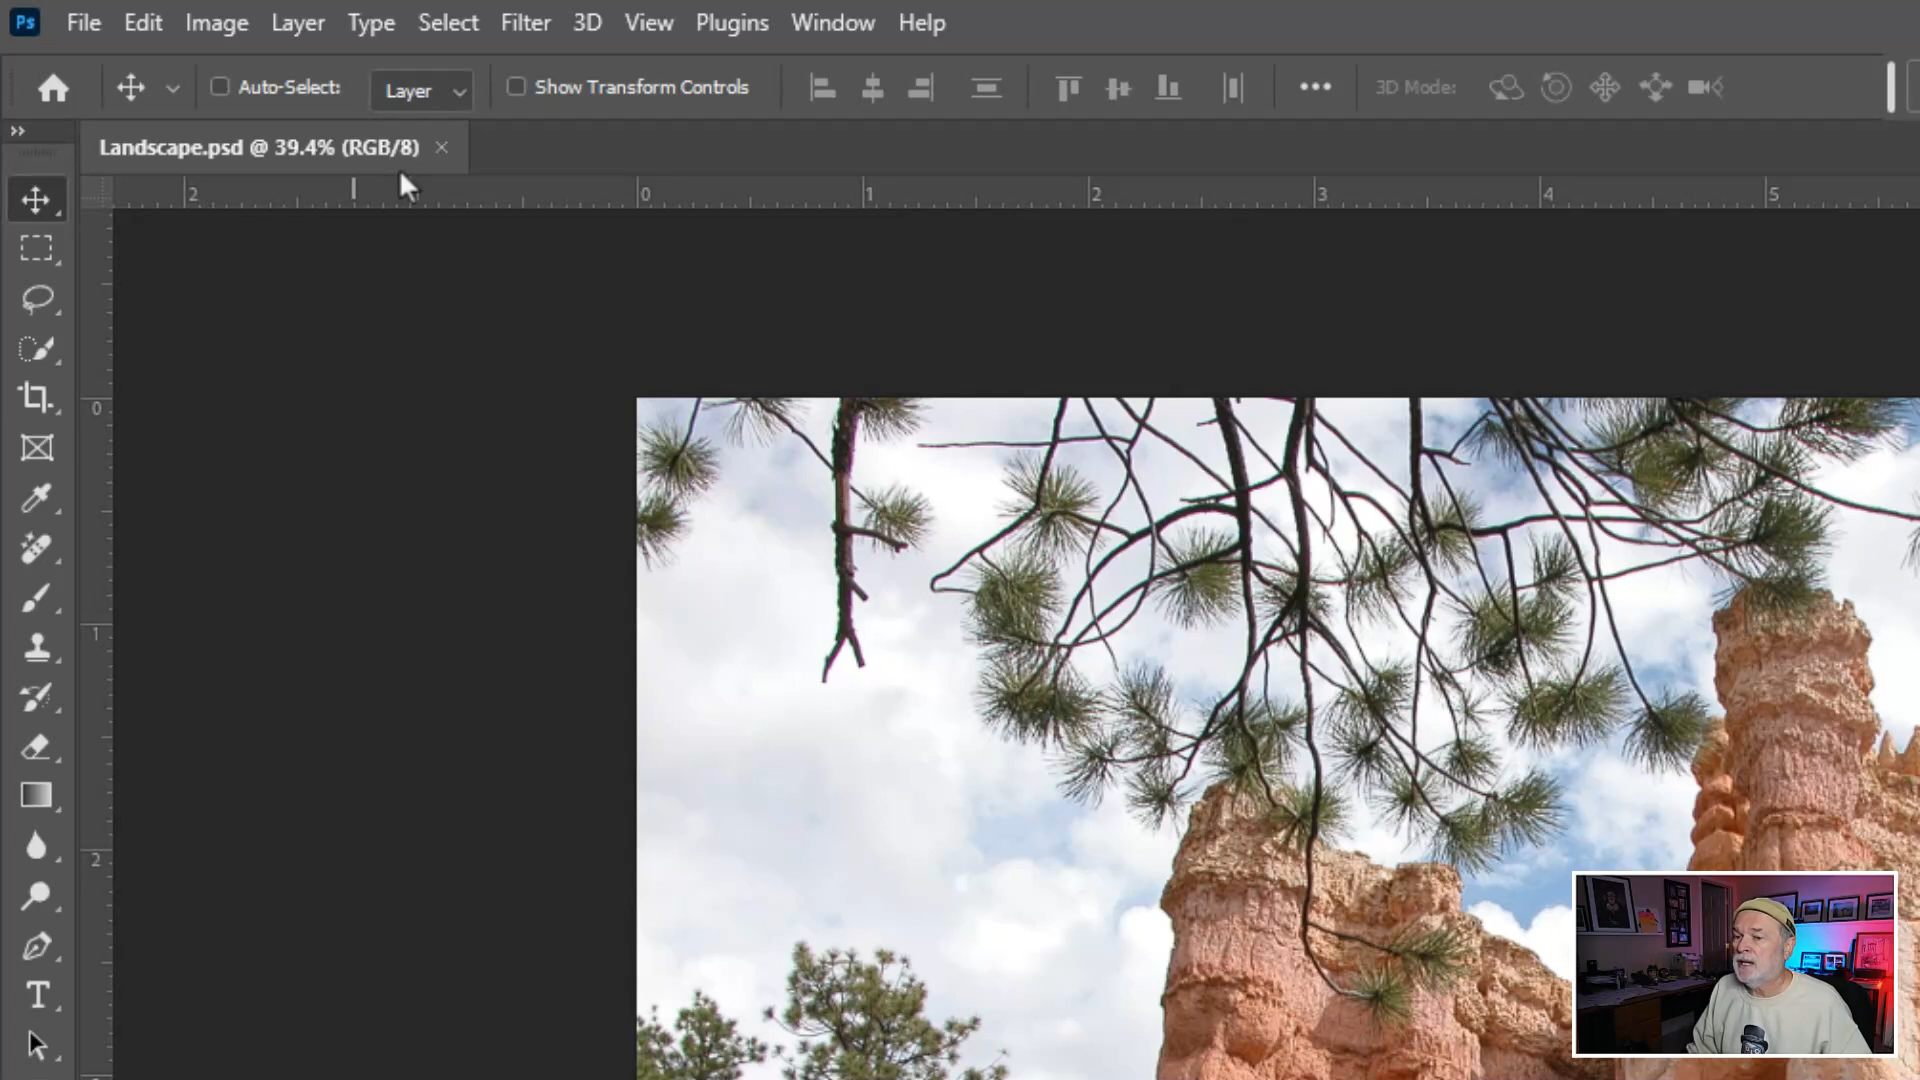 Ps File Edit Image Layer Type Select Filter 3D View Plugins Window Help
Auto-Select: Layer Show Transform Controls ••• 3D Mode:
Landscape.psd @ 39.4% (RGB/8) ×
2 0 1 2 3 4 5
0
1
2
T